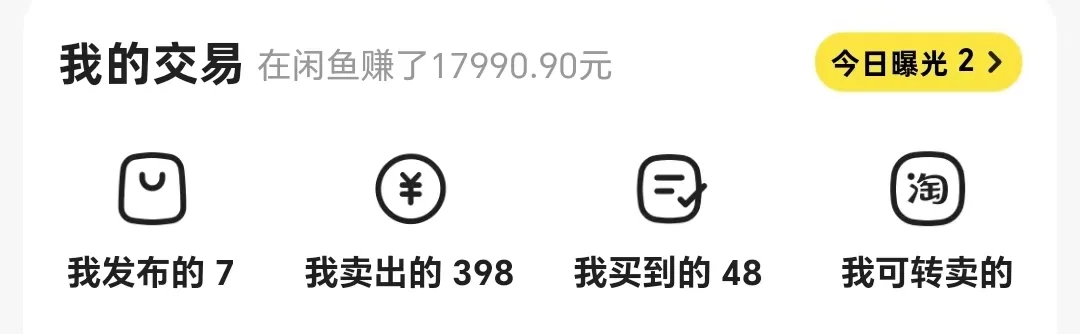 我的交易 在闲鱼赚了17990.90元 今日曝光 2
¥ 淘
我发布的 7 我卖出的 398 我买到的 48 我可转卖的